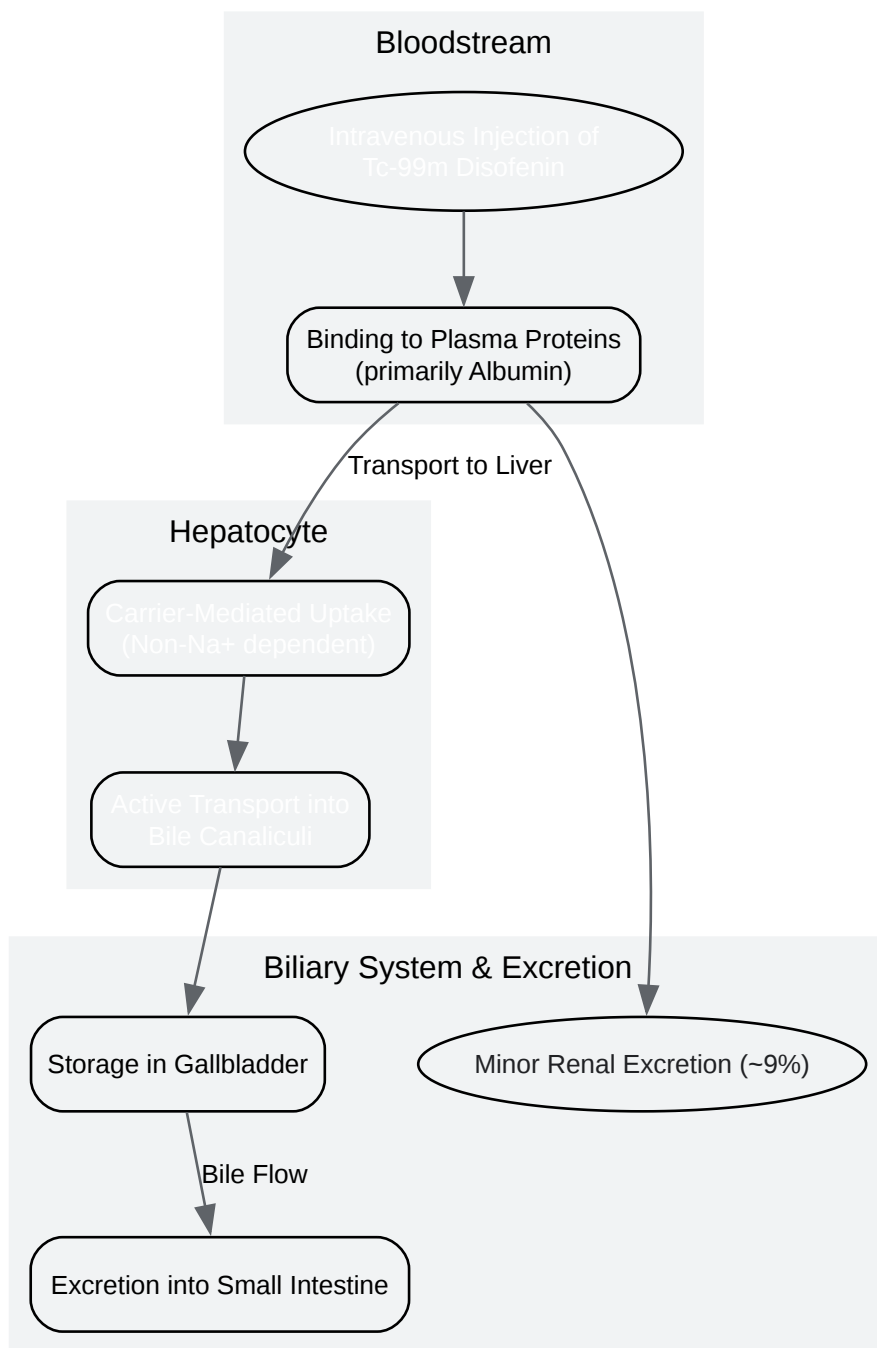 Bloodstream
Intravenous Injection of
Tc-99m Disofenin
Binding to Plasma Proteins
(primarily Albumin)
Transport to Liver
Hepatocyte
Carrier-Mediated Uptake
(Non-Na+ dependent)
Active Transport into
Bile Canaliculi
Biliary System & Excretion
Storage in Gallbladder
Minor Renal Excretion (~9%)
Bile Flow
Excretion into Small Intestine